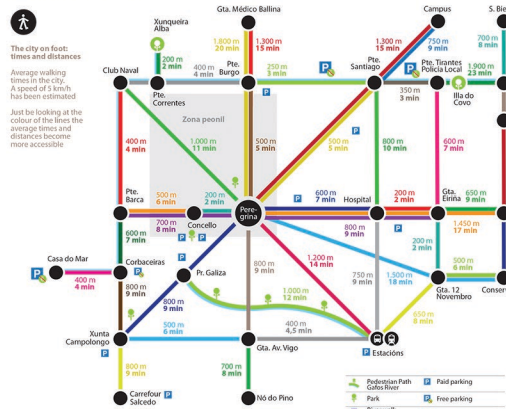 The city on foot:
times and distances
Average walking
times in the city.
A speed of 5 km/h
has been estimated
Just be looking at the
colour of the lines the
average times and
distances become
more accessible
Xunqueira
Alba
Gta. Médico Ballina
Campus
S. Bie
200 m
2 min
1.800 m
20 min
1.300 m
15 min
1.300 m
15 min
750 m
9 min
700 m
8 min
Club Naval
400 m
4 min
Pte.
Burgo
250 m
3 min
Pte.
Santiago
Pte. Tirantes
Policía Local
1.900 m
23 min
Pte.
Correntes
350 m
3 min
Illa do
Covo
Zona peonil
400 m
4 min
1.000 m
11 min
500 m
5 min
500 m
5 min
800 m
10 min
600 m
7 min
Pte.
Barca
500 m
6 min
200 m
2 min
Pere-
grina
600 m
7 min
Hospital
200 m
2 min
Gta.
Eiriña
650 m
9 min
700 m
8 min
Concello
800 m
9 min
1.450 m
17 min
600 m
7 min
200 m
2 min
Casa do Mar
Corbaceiras
1.200 m
14 min
500 m
6 min
400 m
4 min
800 m
9 min
Pr. Galiza
800 m
9 min
750 m
9 min
1.500 m
18 min
Gta. 12
Novembro
Conserv
800 m
9 min
1.000 m
12 min
650 m
8 min
Xunta
Campolongo
500 m
6 min
400 m
4,5 min
Gta. Av. Vigo
Estacións
800 m
9 min
700 m
8 min
Carrefour
Salcedo
Nó do Pino
Pedestrian Path
Gafos River
Paid parking
Park
Free parking